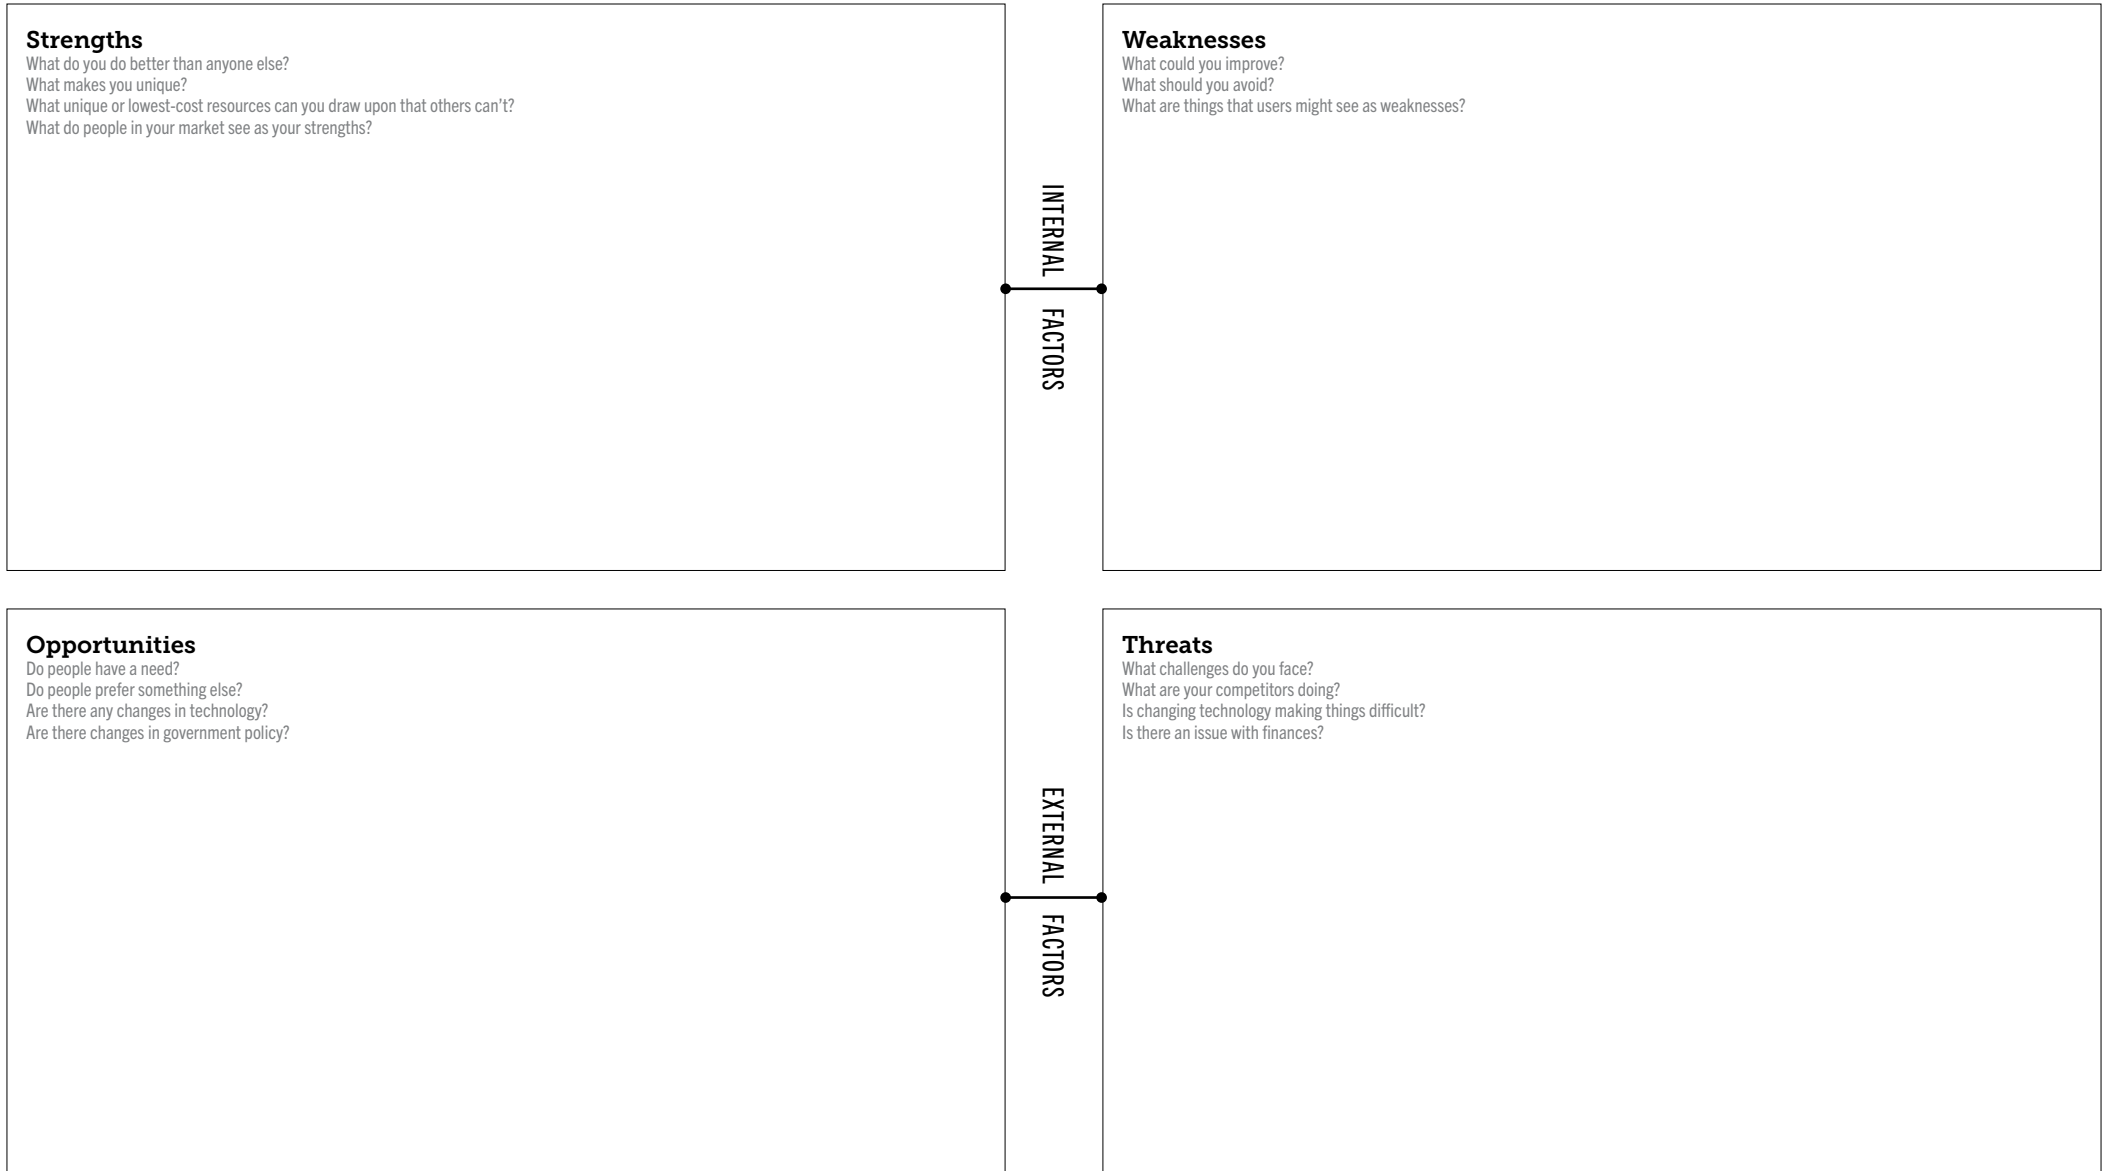 Strengths
What do you do better than anyone else?
What makes you unique?
What unique or lowest-cost resources can you draw upon that others can't?
What do people in your market see as your strengths?
INTERNAL FACTORS
Weaknesses
What could you improve?
What should you avoid?
What are things that users might see as weaknesses?
Opportunities
Do people have a need?
Do people prefer something else?
Are there any changes in technology?
Are there changes in government policy?
EXTERNAL FACTORS
Threats
What challenges do you face?
What are your competitors doing?
Is changing technology making things difficult?
Is there an issue with finances?